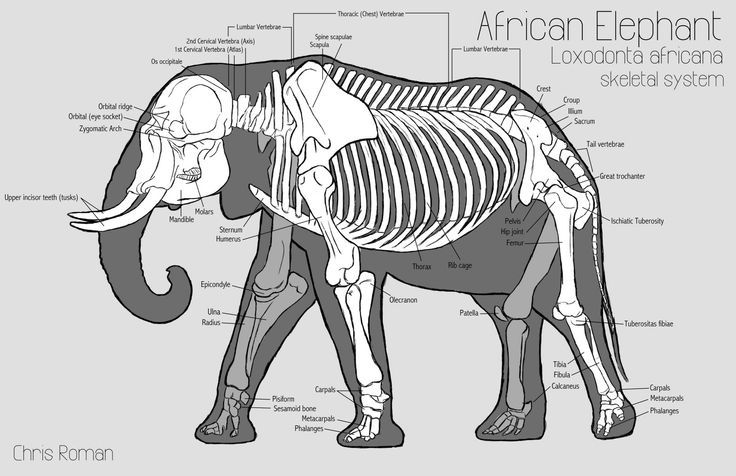 African Elephant
Loxodonta africana
skeletal system
Thoracic (Chest) Vertebrae
Lumbar Vertebrae
2nd Cervical Vertebra (Axis)
1st Cervical Vertebra (Atlas)
Spine scapulae
Scapula
Lumbar Vertebrae
Os occipitale
Crest
Croup
Illium
Sacrum
Orbital ridge
Orbital (eye socket)
Zygomatic Arch
Tail vertebrae
Great trochanter
Upper incisor teeth (tusks)
Molars
Mandible
Sternum
Humerus
Pelvis
Hip joint
Femur
Ischiatic Tuberosity
Thorax
Rib cage
Epicondyle
Olecranon
Ulna
Radius
Patella
Tuberositas fibiae
Tibia
Fibula
Calcaneus
Carpals
Metacarpals
Phalanges
Pisiform
Sesamoid bone
Carpals
Metacarpals
Phalanges
Chris Roman